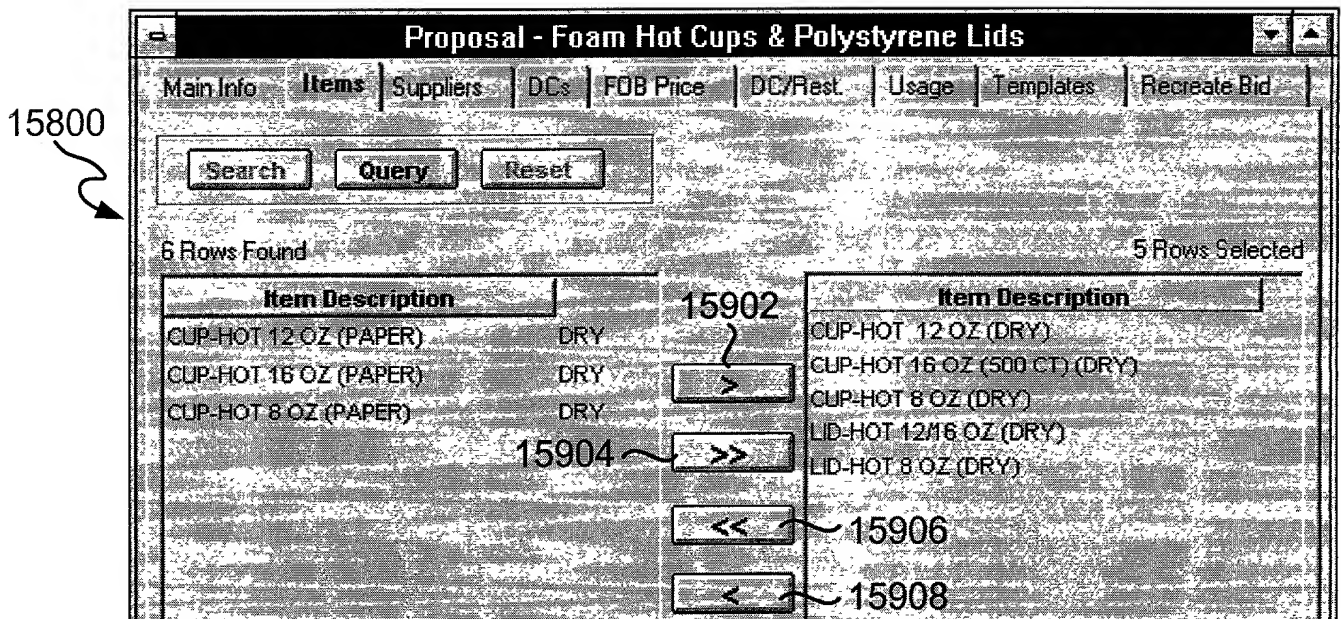 Proposal - Foam Hot Cups & Polystyrene Lids
Main Info Items Suppliers DCs FOB Price DC/Rest. Usage Templates Recreate Bid
15800
Search Query Reset
6 Rows Found 5 Rows Selected
Item Description Item Description
15902
CUP-HOT 12 OZ (PAPER) DRY CUP-HOT 12 OZ (DRY)
CUP-HOT 16 OZ (PAPER) DRY > CUP-HOT 16 OZ (500 CT) (DRY)
CUP-HOT 8 OZ (PAPER) DRY CUP-HOT 8 OZ (DRY)
LID-HOT 12/16 OZ (DRY)
15904 >> LID-HOT 8 OZ (DRY)
<< 15906
< 15908